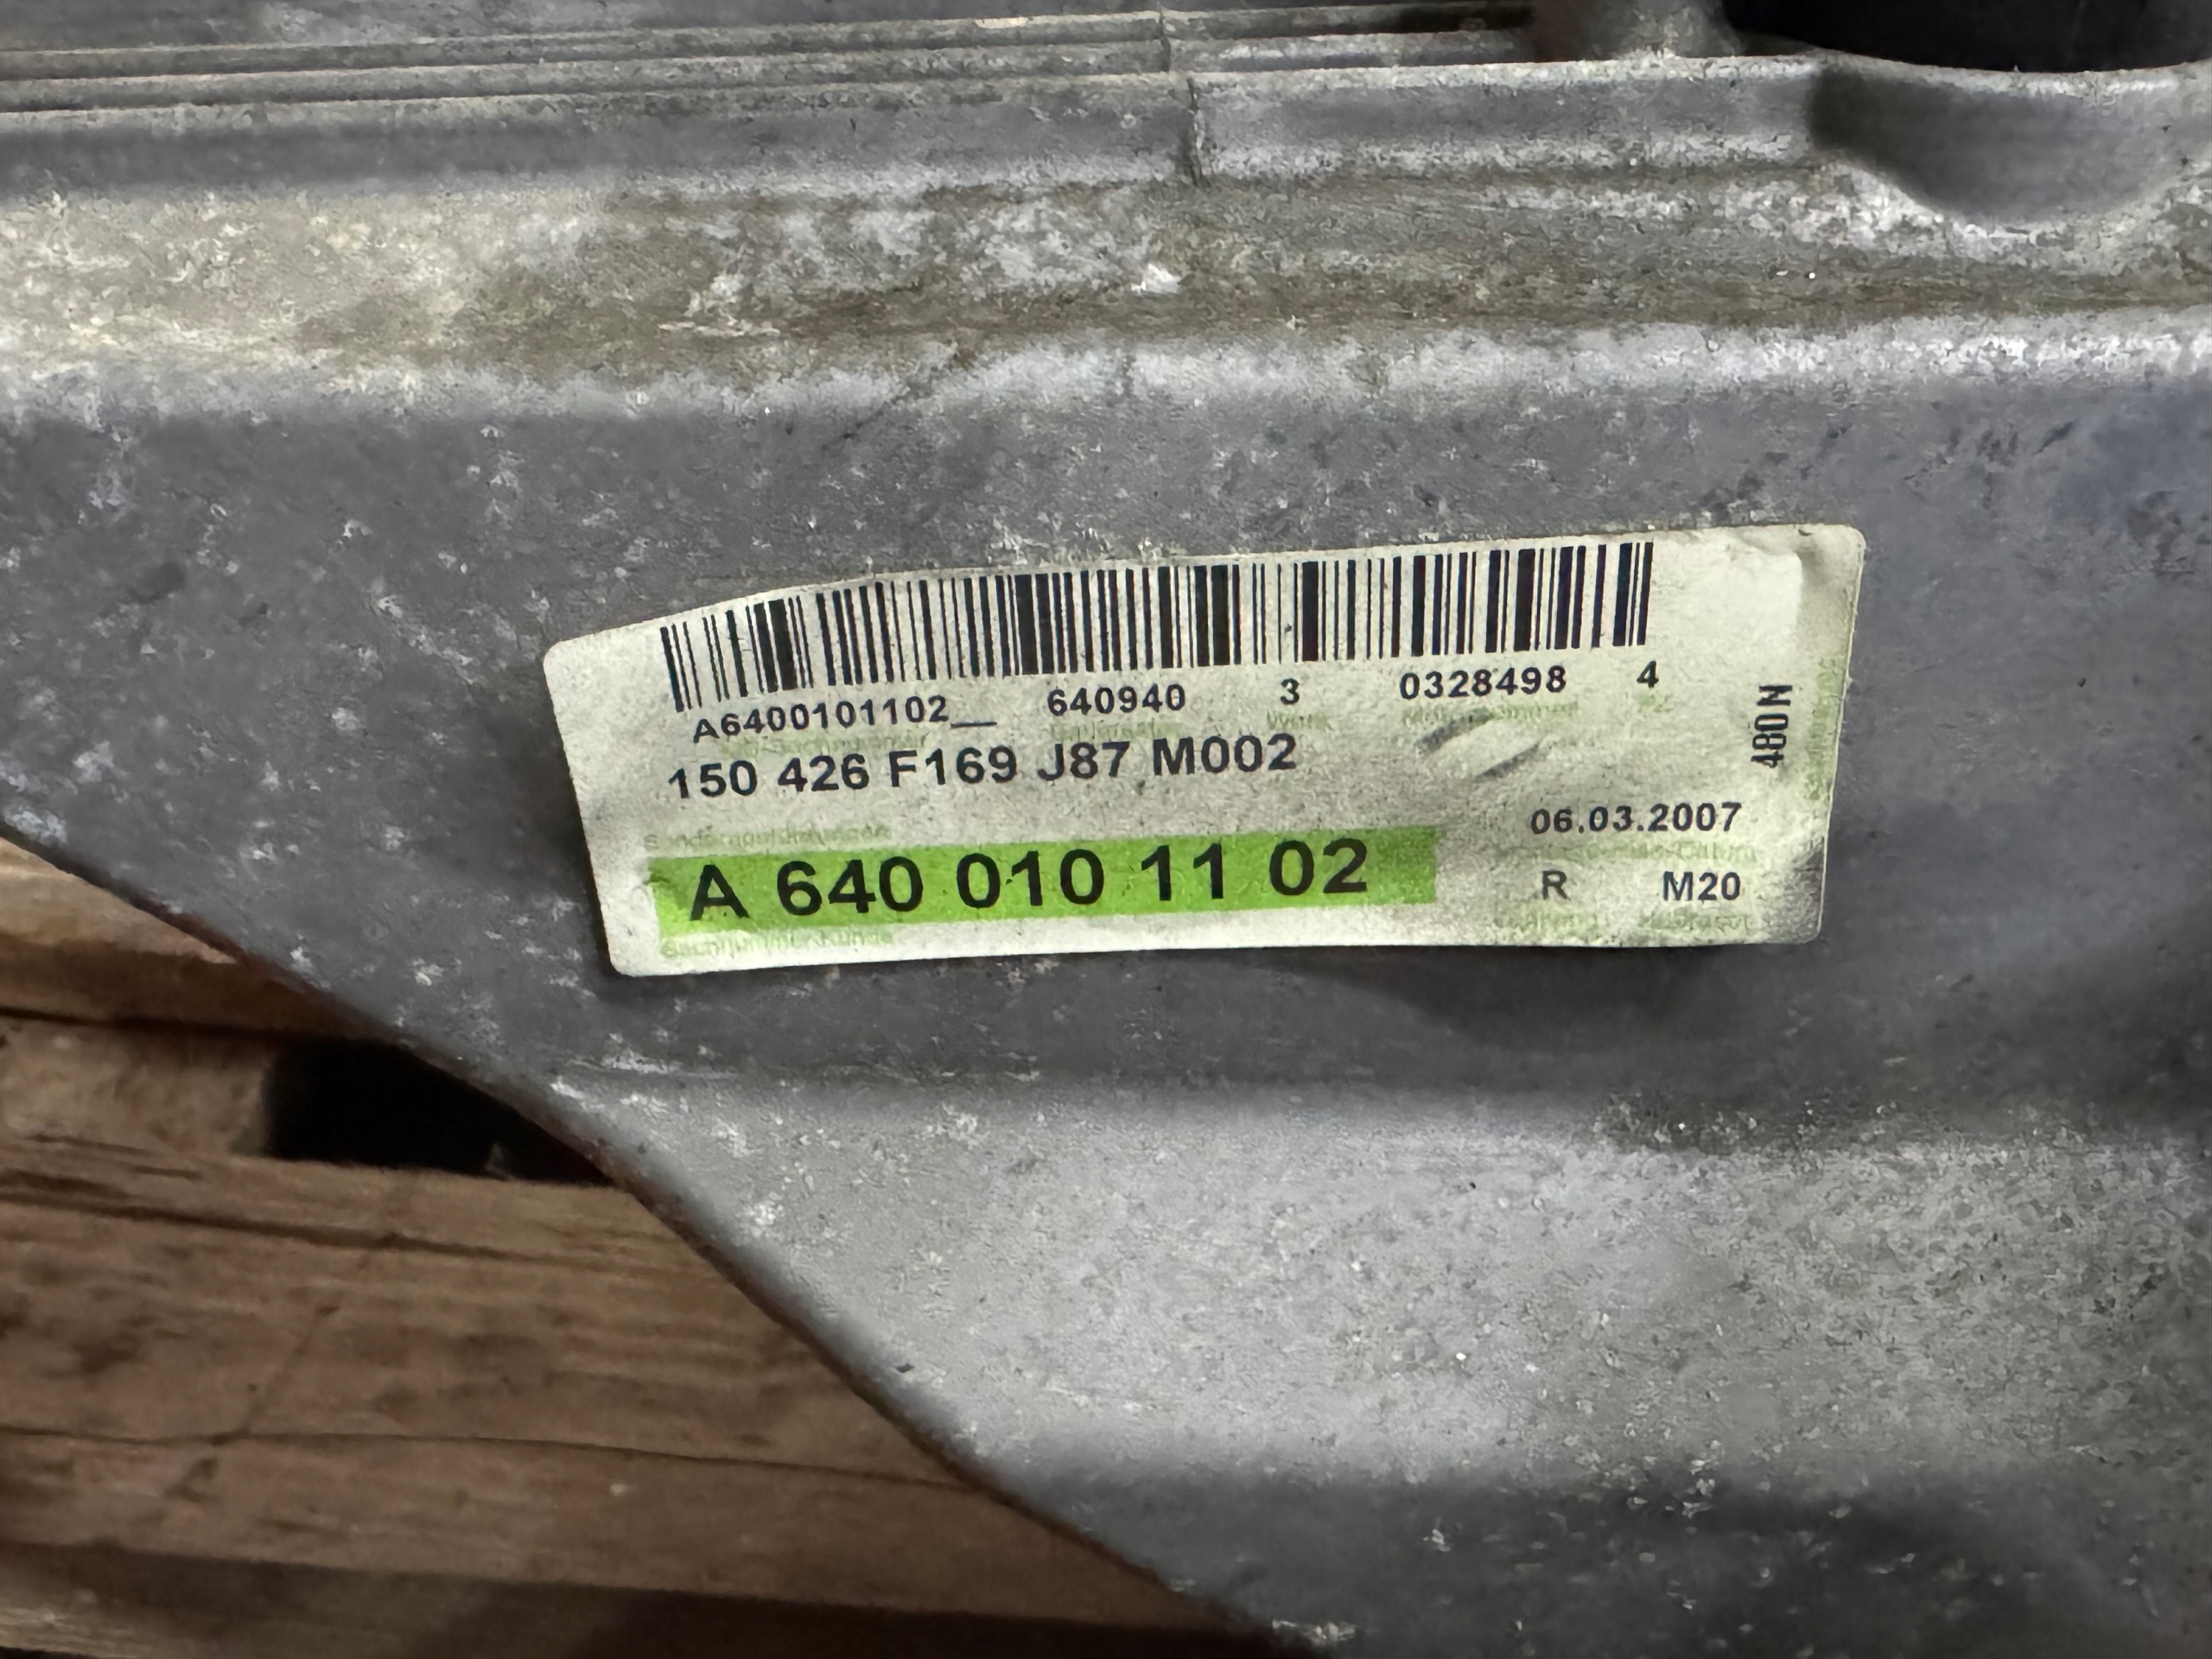 A6400101102__ 640940 3 0328498 4
150 426 F169 J87 M002
480 N
06.03.2007
A 640 010 11 02
R M20